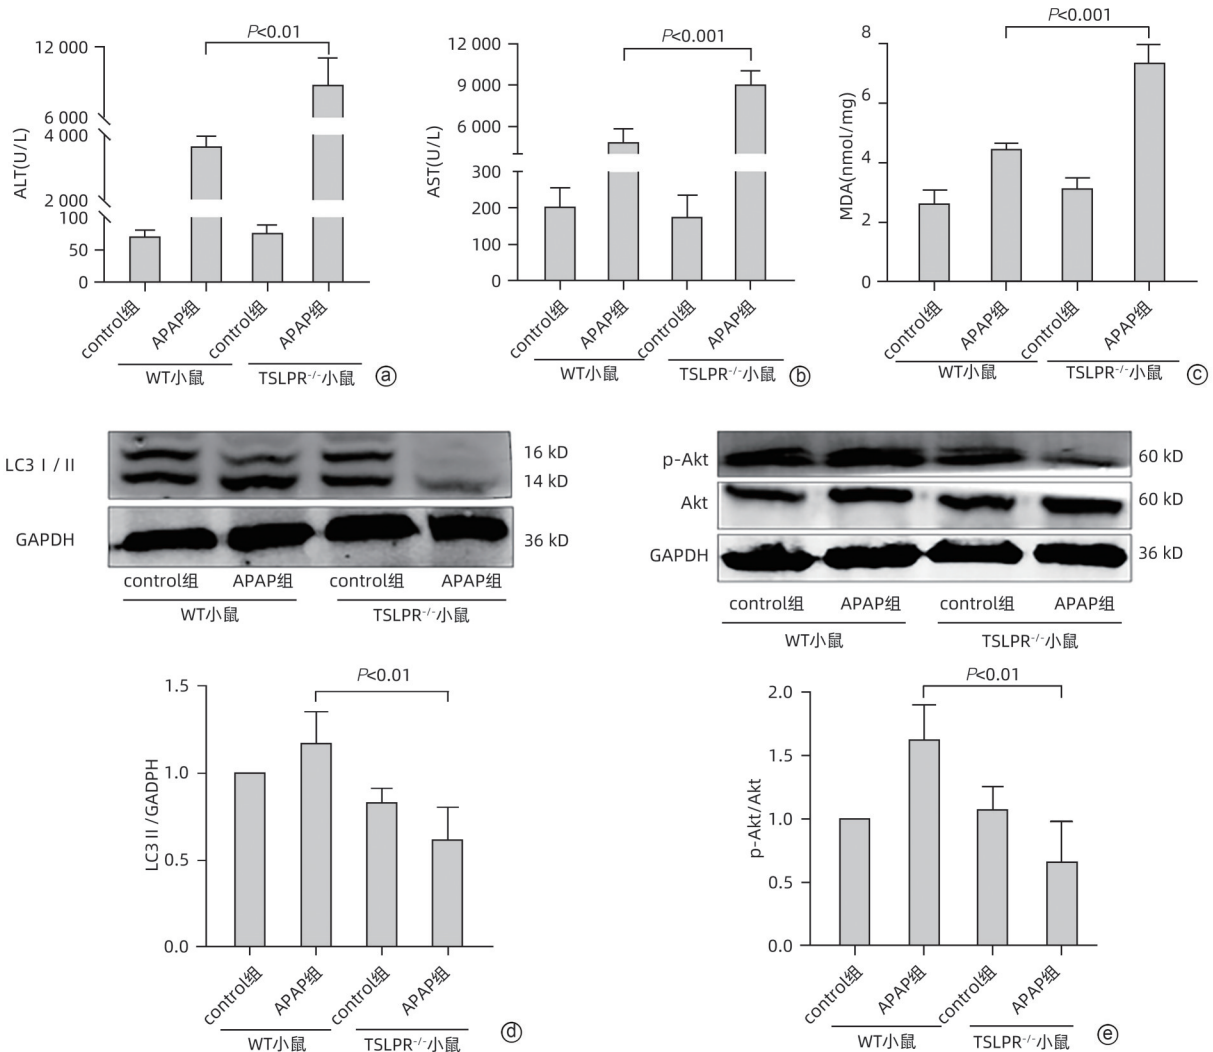 P<0.01
12 000
6 000
4 000
2 000
100
50
0
ALT(U/L)
control组
APAP组
control组
APAP组
WT小鼠
TSLPR-/-小鼠
ⓐ
P<0.001
12 000
9 000
6 000
300
200
100
0
AST(U/L)
control组
APAP组
control组
APAP组
WT小鼠
TSLPR-/-小鼠
ⓑ
P<0.001
8
6
4
2
0
MDA(nmol/mg)
control组
APAP组
control组
APAP组
WT小鼠
TSLPR-/-小鼠
ⓒ
LC3Ⅰ/Ⅱ
16 kD
14 kD
GAPDH
36 kD
control组
APAP组
control组
APAP组
WT小鼠
TSLPR-/-小鼠
P<0.01
1.5
1.0
0.5
0.0
LC3Ⅱ/GADPH
control组
APAP组
control组
APAP组
WT小鼠
TSLPR-/-小鼠
ⓓ
p-Akt
60 kD
Akt
60 kD
GAPDH
36 kD
control组
APAP组
control组
APAP组
WT小鼠
TSLPR-/-小鼠
P<0.01
2.0
1.5
1.0
0.5
0.0
p-Akt/Akt
control组
APAP组
control组
APAP组
WT小鼠
TSLPR-/-小鼠
ⓔ